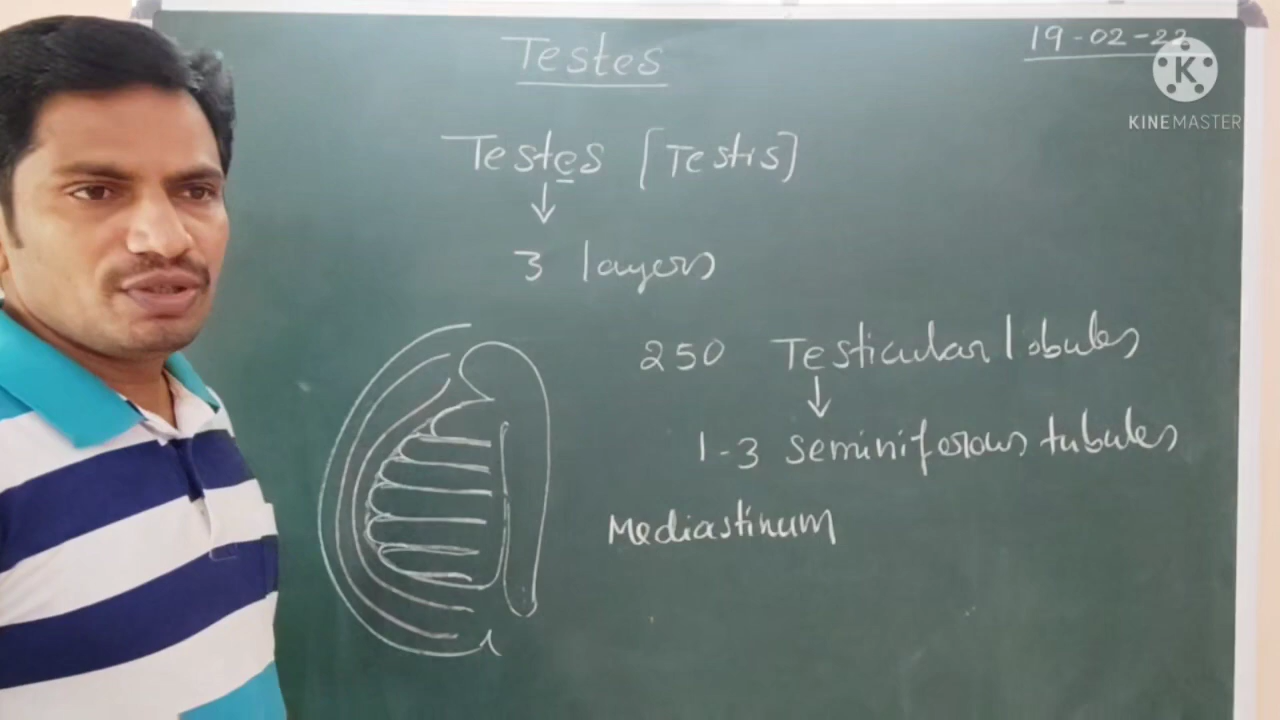 Testes
19-02-22
KINEMASTER
Testes [Testis]
3 layers
250 Testicular lobules
1-3 seminiferous tubules
Mediastinum